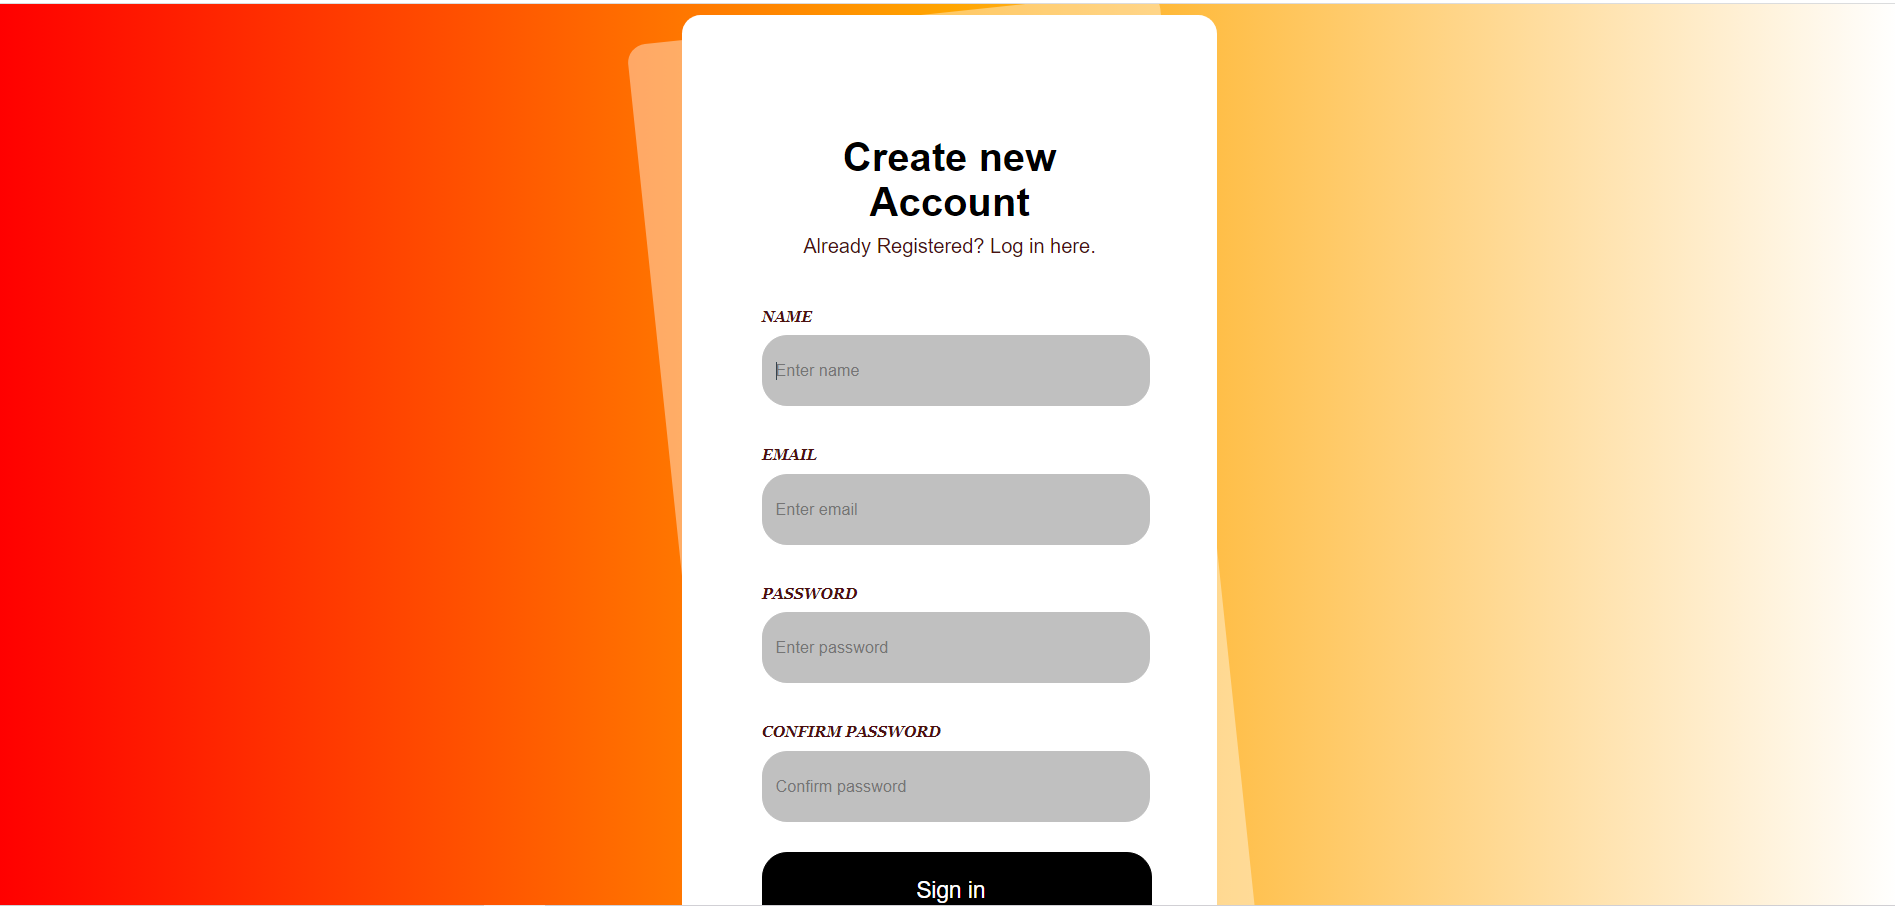 Create new
Account
Already Registered? Log in here.
NAME
Enter name
EMAIL
Enter email
PASSWORD
Enter password
CONFIRM PASSWORD
Confirm password
Sign in